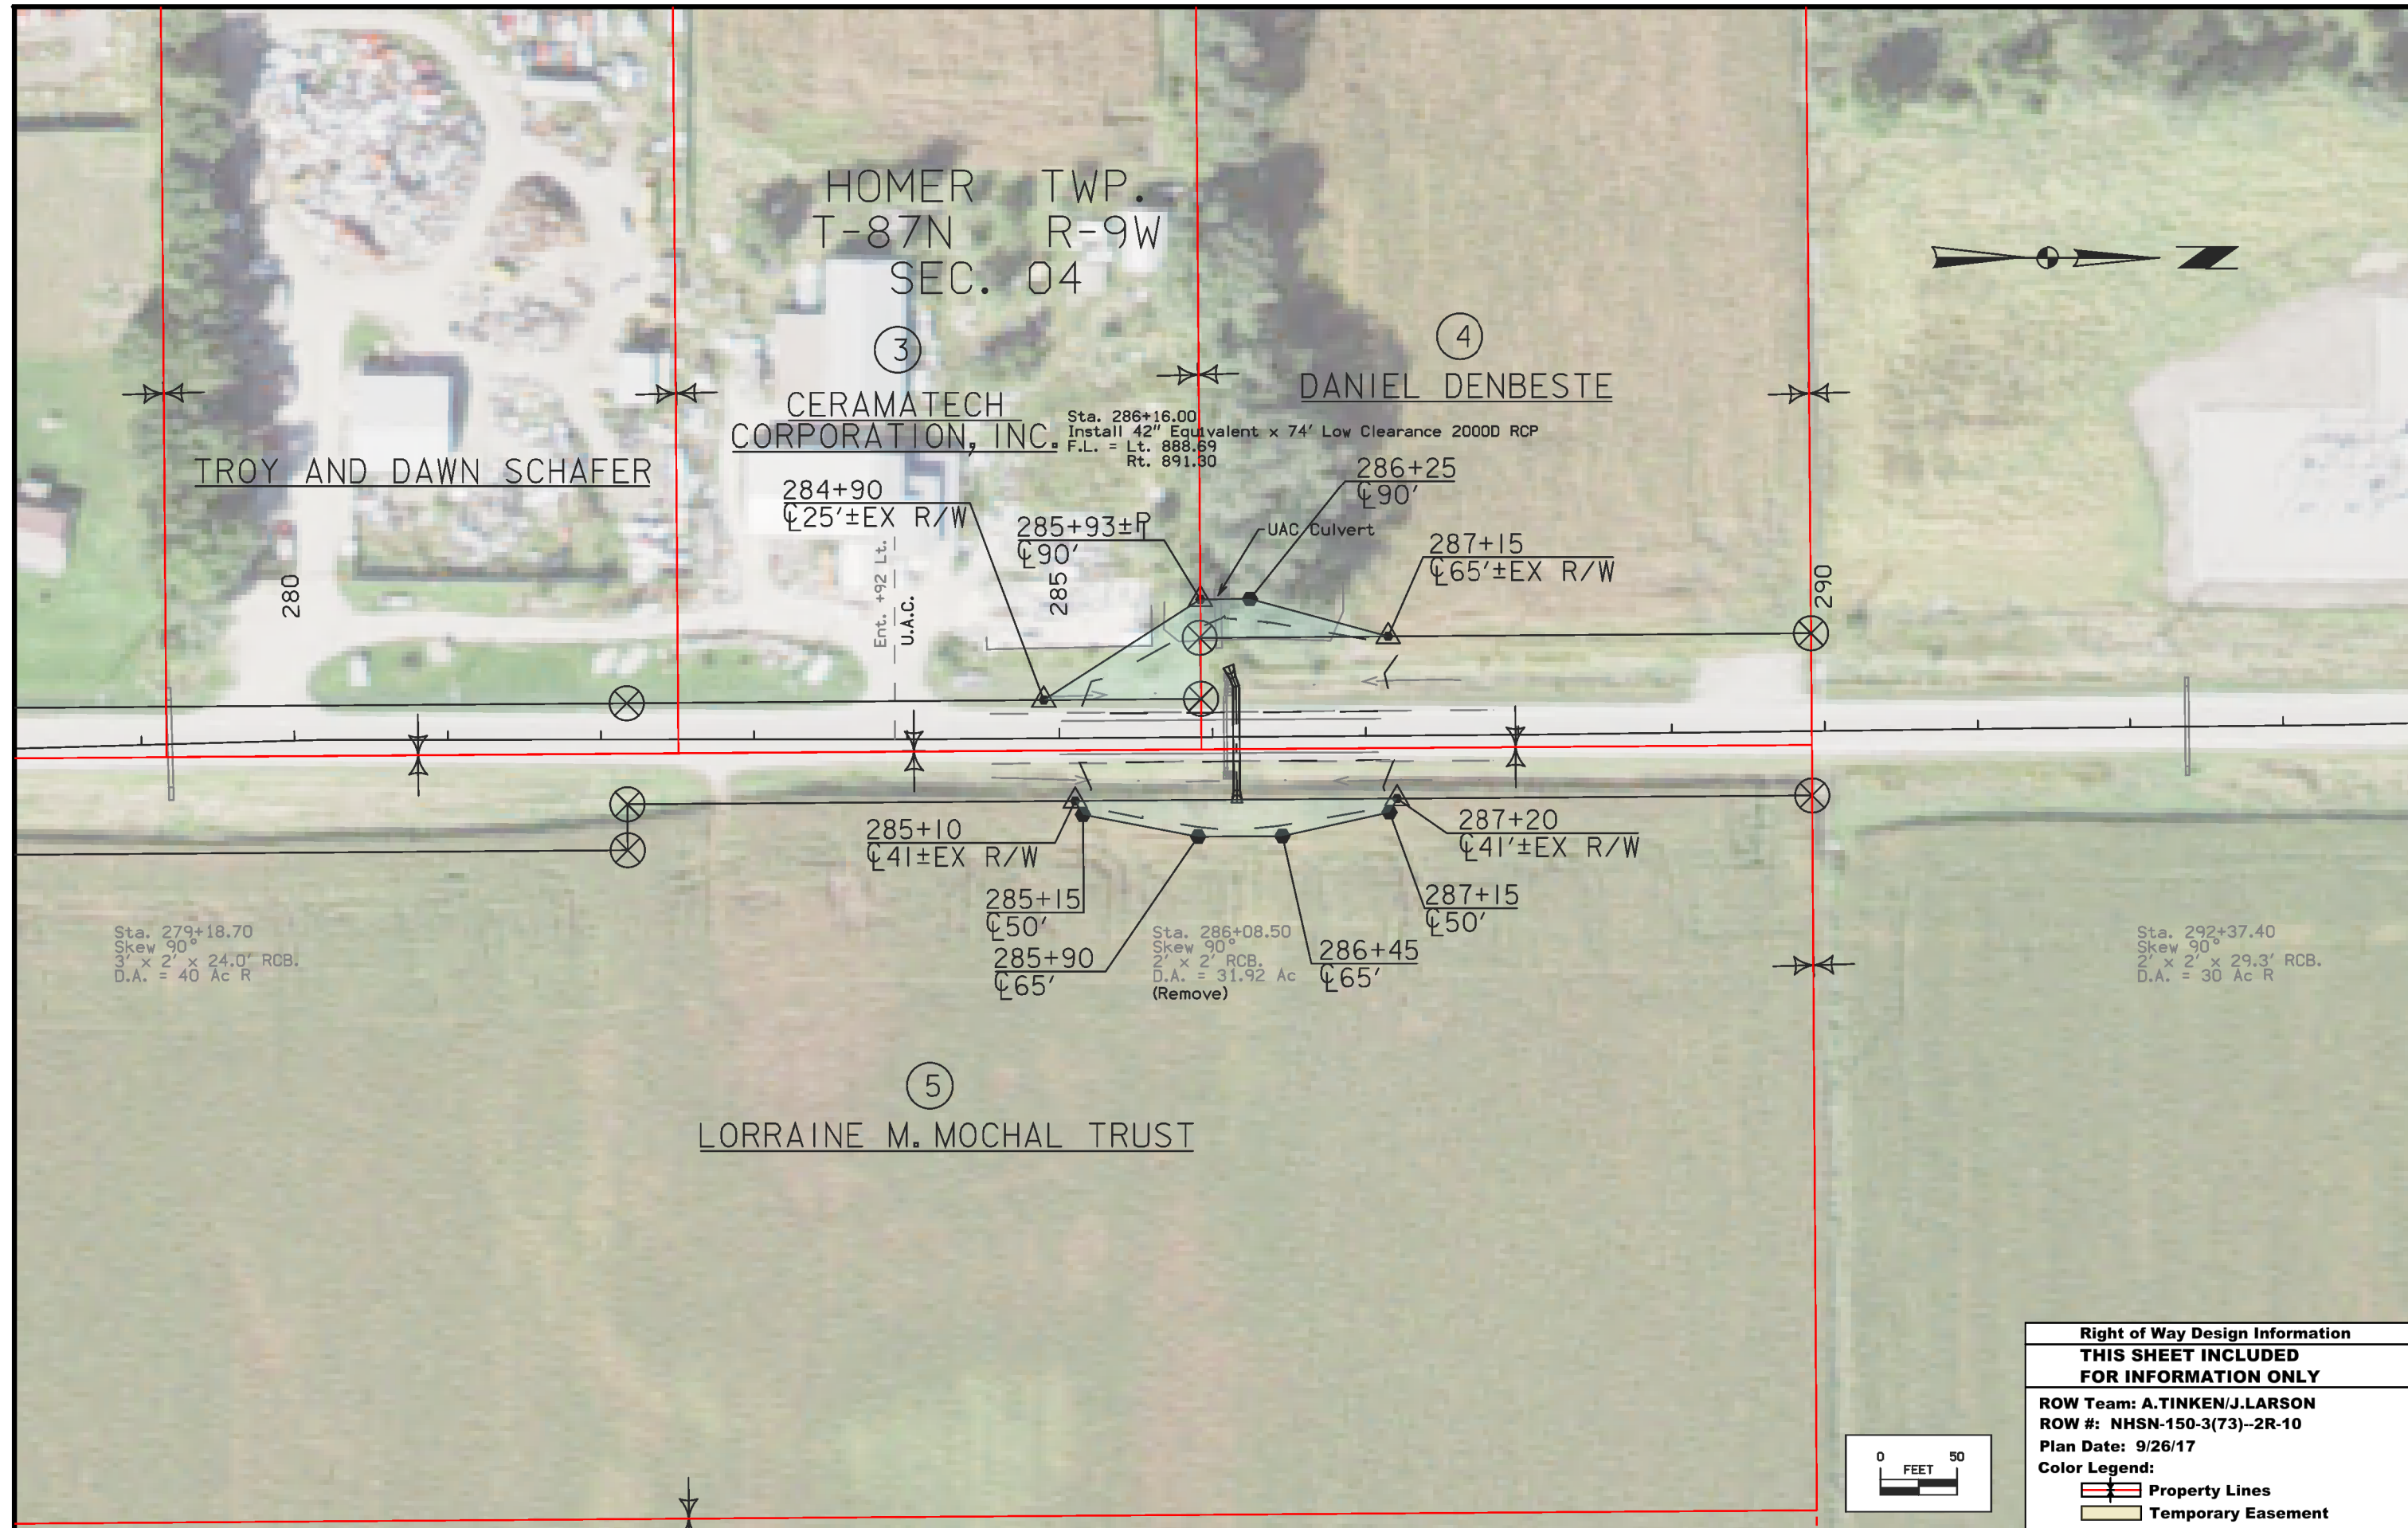 HOMER TWP.
T-87N R-9W
SEC. 04
3
CERAMATECH
CORPORATION, INC.
4
DANIEL DENBESTE
TROY AND DAWN SCHAFER
Sta. 286+16.00
Install 42" Equivalent x 74' Low Clearance 2000D RCP
F.L. = Lt. 888.69
Rt. 891.30
284+90
℄25'±EX R/W
285+93±ℙ
℄90'
286+25
℄90'
UAC Culvert
287+15
℄65'±EX R/W
280
Ent. +92 Lt.
U.A.C.
285
290
285+10
℄41±EX R/W
287+20
℄41'±EX R/W
285+15
℄50'
287+15
℄50'
285+90
℄65'
286+45
℄65'
Sta. 279+18.70
Skew 90°
3' x 2' x 24.0' RCB.
D.A. = 40 Ac R
Sta. 286+08.50
Skew 90°
2' x 2' RCB.
D.A. = 31.92 Ac
(Remove)
Sta. 292+37.40
Skew 90°
2' x 2' x 29.3' RCB.
D.A. = 30 Ac R
5
LORRAINE M. MOCHAL TRUST
0 50
FEET
Right of Way Design Information
THIS SHEET INCLUDED
FOR INFORMATION ONLY
ROW Team: A.TINKEN/J.LARSON
ROW #: NHSN-150-3(73)--2R-10
Plan Date: 9/26/17
Color Legend:
Property Lines
Temporary Easement